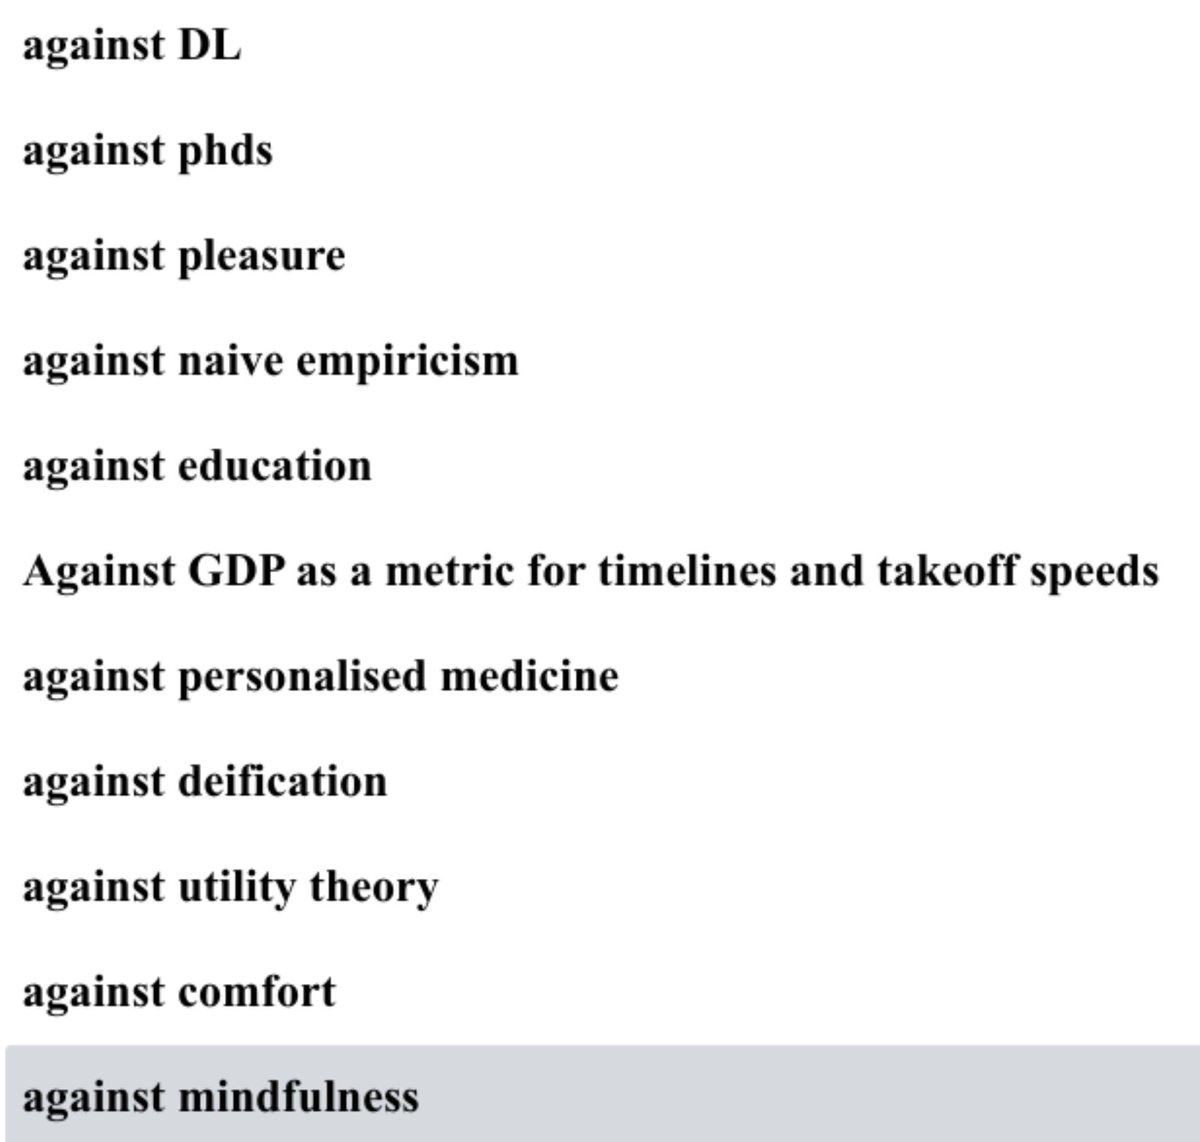 against DL
against phds
against pleasure
against naive empiricism
against education
Against GDP as a metric for timelines and takeoff speeds
against personalised medicine
against deification
against utility theory
against comfort
against mindfulness